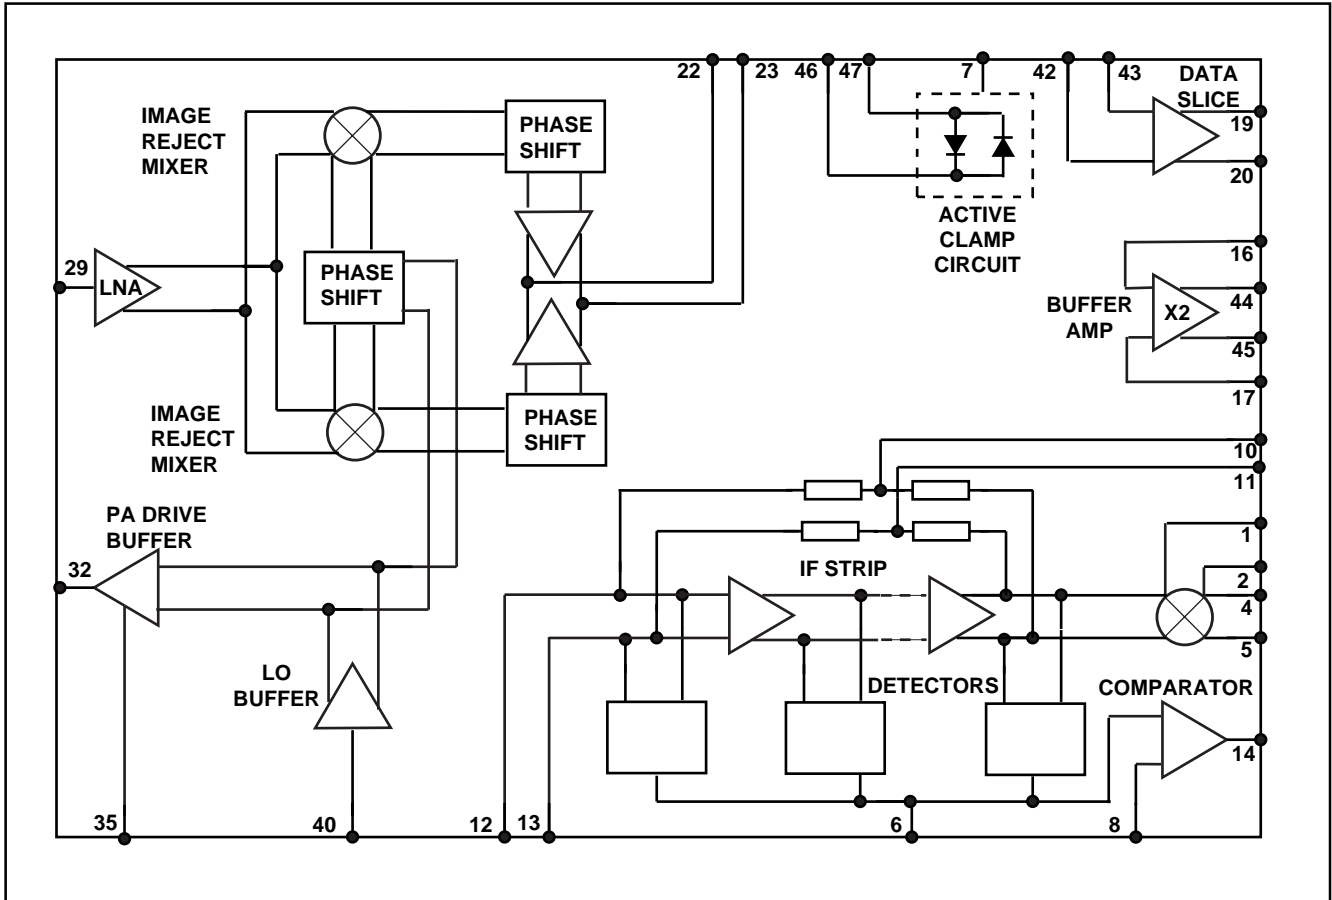 22
23
46
47
7
42
43
DATA
SLICE
19
20
IMAGE
REJECT
MIXER
PHASE
SHIFT
ACTIVE
CLAMP
CIRCUIT
29
LNA
PHASE
SHIFT
16
44
BUFFER
AMP
X2
45
17
IMAGE
REJECT
MIXER
PHASE
SHIFT
10
11
PA DRIVE
BUFFER
32
IF STRIP
1
2
4
5
LO
BUFFER
DETECTORS
COMPARATOR
14
35
40
12
13
6
8